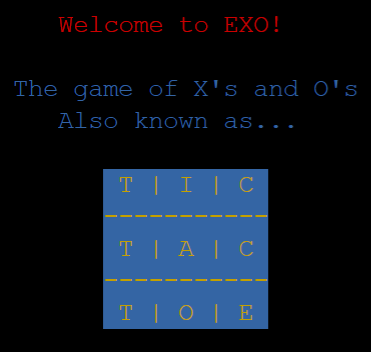 Welcome to EXO!
The game of X's and O's
Also known as...
T | I | C
-----------
T | A | C
-----------
T | O | E